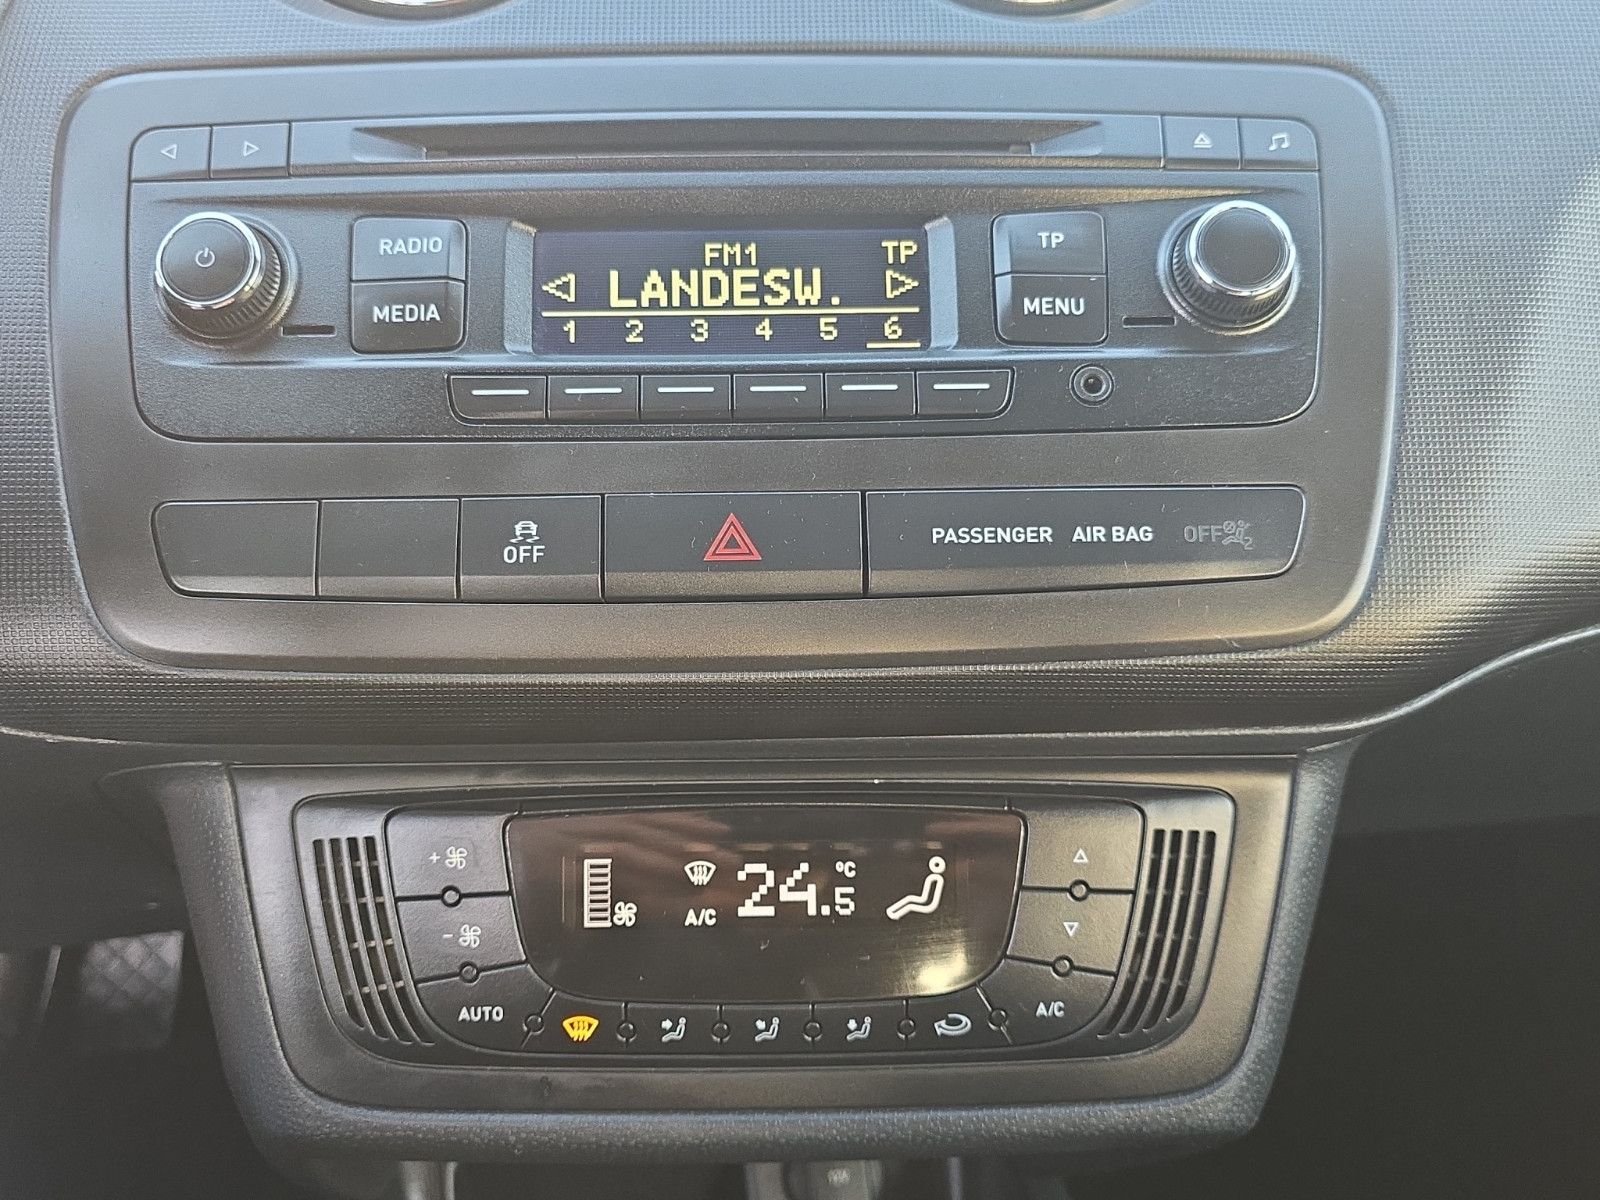 RADIO
MEDIA
FM1 TP
LANDESW.
1 2 3 4 5 6
TP
MENU
OFF
PASSENGER AIR BAG OFF
A/C
24.5 °C
+
-
AUTO
A/C